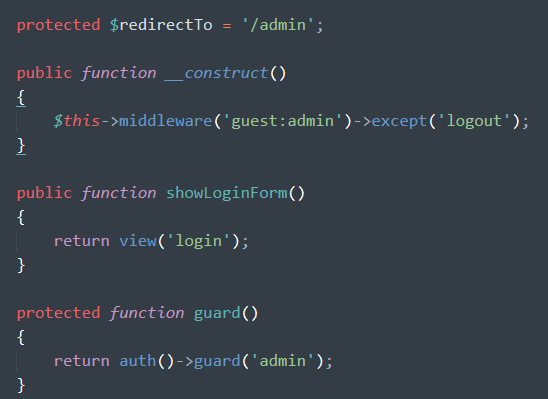 protected $redirectTo = '/admin';
public function __construct()
{
$this->middleware('guest:admin')->except('logout');
}
public function showLoginForm()
{
return view('login');
}
protected function guard()
{
return auth()->guard('admin');
}